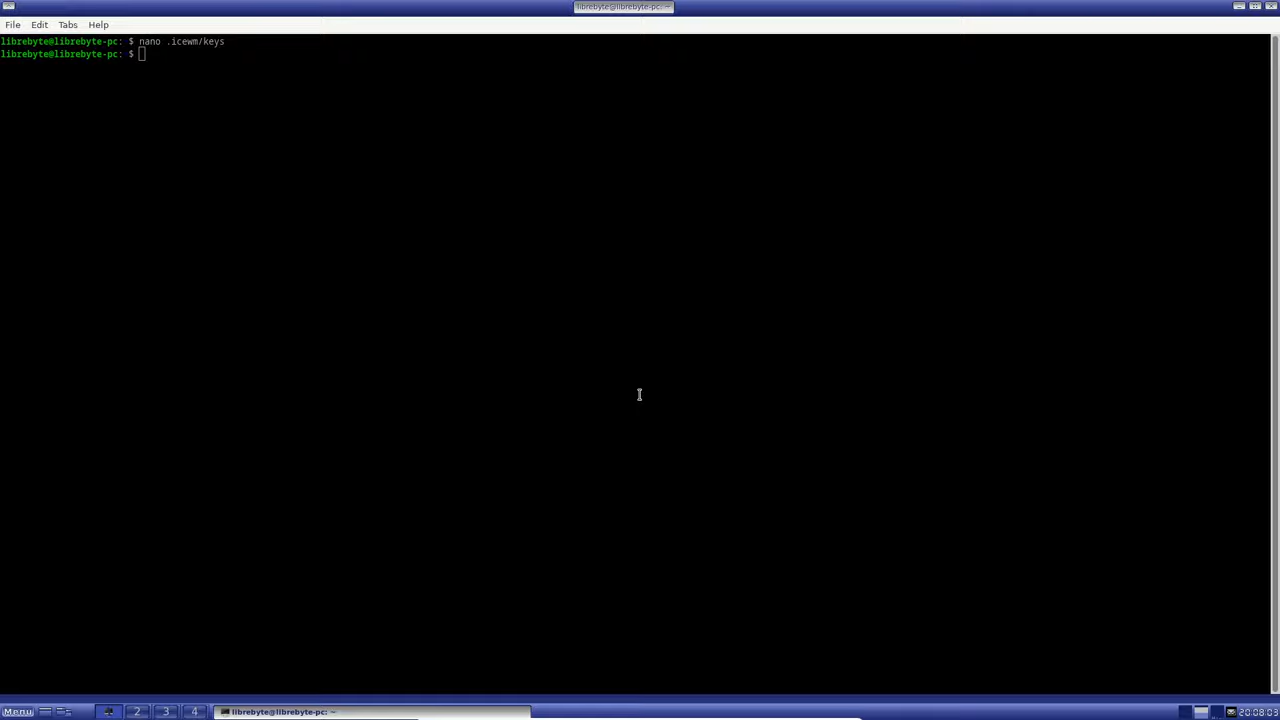 librebyte@librebyte-pc: ~
File Edit Tabs Help
librebyte@librebyte-pc: $ nano .icewm/keys
librebyte@librebyte-pc: $
Menu 2 3 4 librebyte@librebyte-pc: ~ 20:08:03